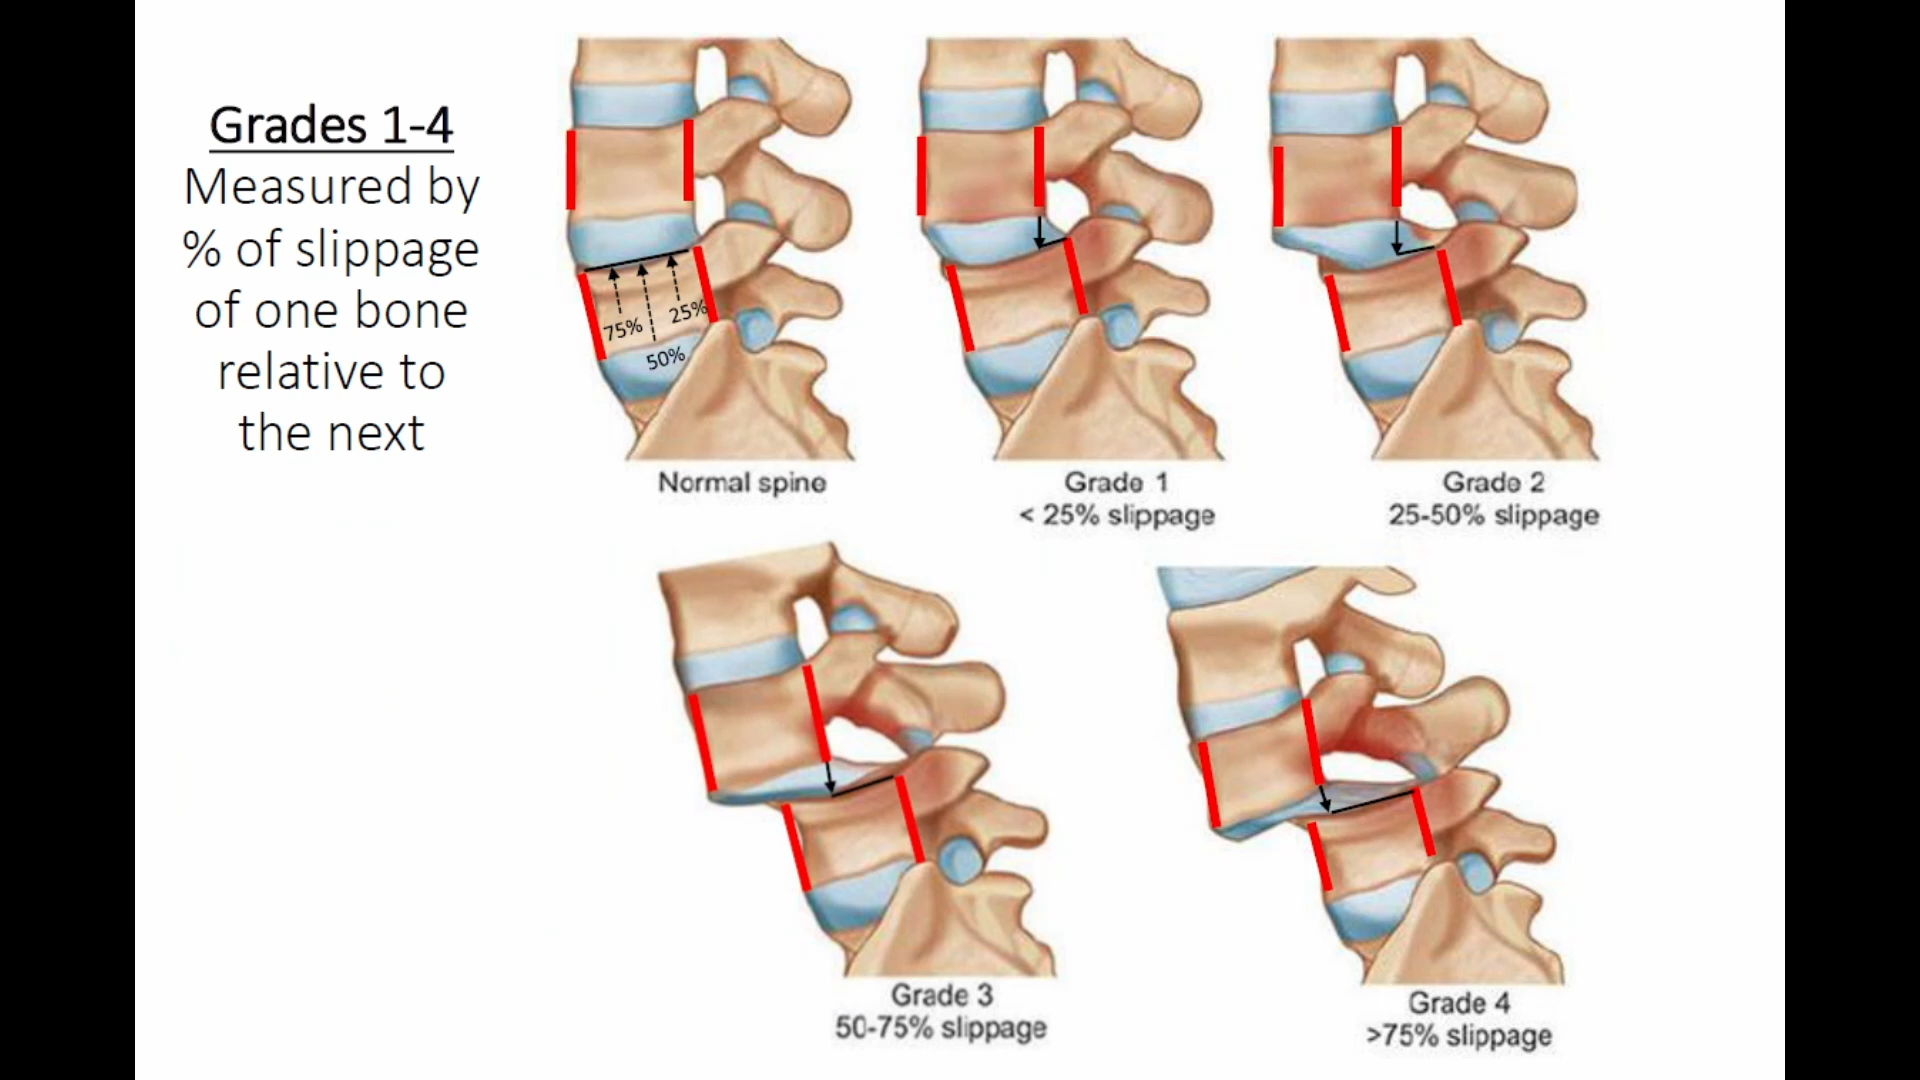 Grades 1-4
Measured by
% of slippage
of one bone
relative to
the next
75%
50%
25%
Normal spine
Grade 1
< 25% slippage
Grade 2
25-50% slippage
Grade 3
50-75% slippage
Grade 4
>75% slippage